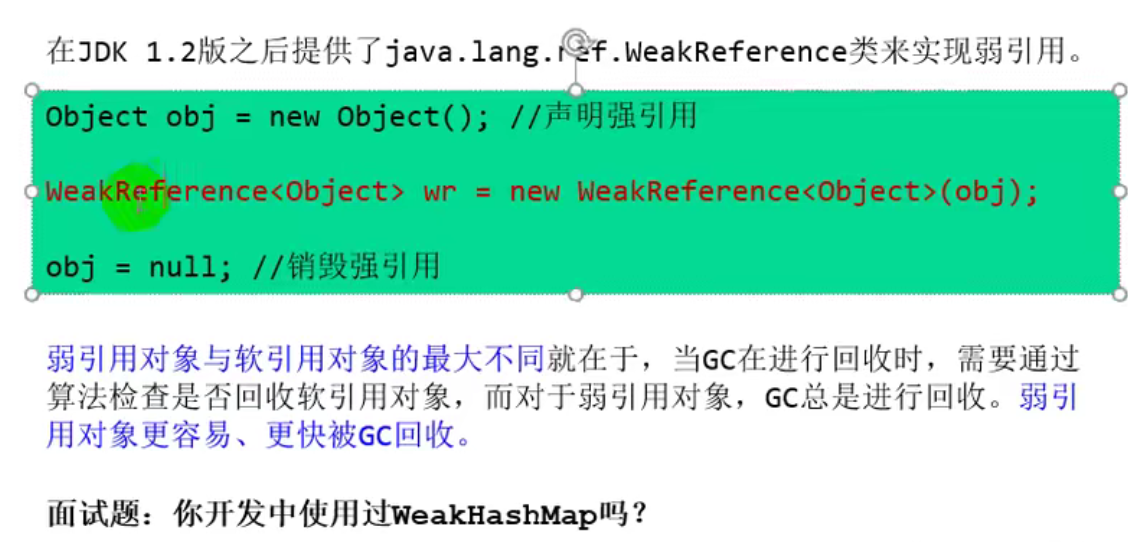 在JDK 1.2版之后提供了java.lang.ref.WeakReference类来实现弱引用。
Object obj = new Object(); //声明强引用
WeakReference<Object> wr = new WeakReference<Object>(obj);
obj = null; //销毁强引用
弱引用对象与软引用对象的最大不同就在于，当GC在进行回收时，需要通过
算法检查是否回收软引用对象，而对于弱引用对象，GC总是进行回收。弱引
用对象更容易、更快被GC回收。
面试题：你开发中使用过WeakHashMap吗？